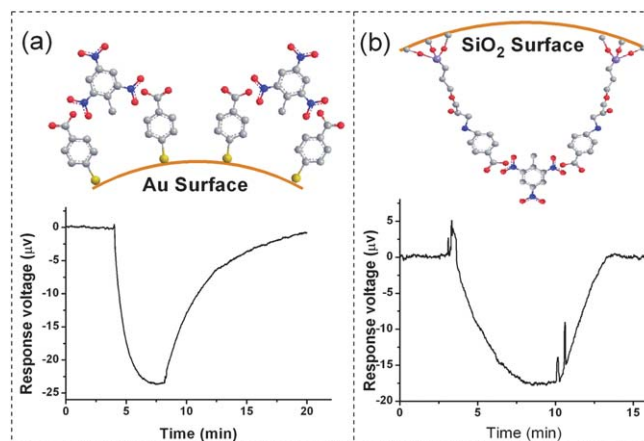 (a)
Au Surface
Response voltage (μv)
0
-5
-10
-15
-20
-25
0
5
10
15
20
Time (min)
(b)
SiO₂ Surface
Response voltage (μv)
5
0
-5
-10
-15
-20
0
5
10
15
Time (min)